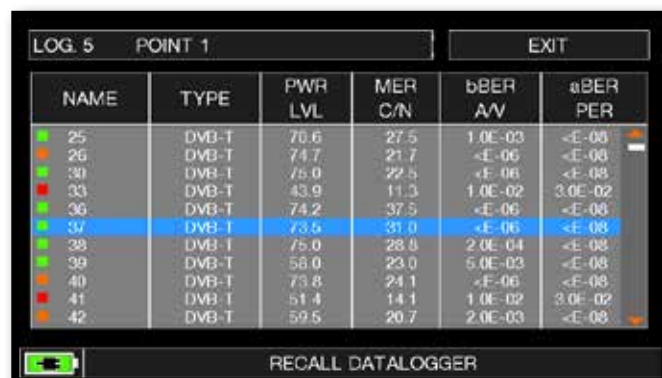 LOG. 5 POINT 1 EXIT
NAME TYPE PWR LVL MER C/N bBER A/V aBER PER
25 DVB-T 70.6 27.5 1.0E-03 <E-08
26 DVB-T 74.7 21.7 <E-06 <E-08
30 DVB-T 75.0 22.5 <E-06 <E-08
33 DVB-T 43.9 11.3 1.0E-02 3.0E-02
36 DVB-T 74.2 37.5 <E-06 <E-08
37 DVB-T 73.5 31.0 <E-06 <E-08
38 DVB-T 75.0 28.8 2.0E-04 <E-08
39 DVB-T 58.0 23.0 5.0E-03 <E-08
40 DVB-T 73.8 24.1 <E-06 <E-08
41 DVB-T 51.4 14.1 1.0E-02 3.0E-02
42 DVB-T 59.5 20.7 2.0E-03 <E-08
RECALL DATALOGGER